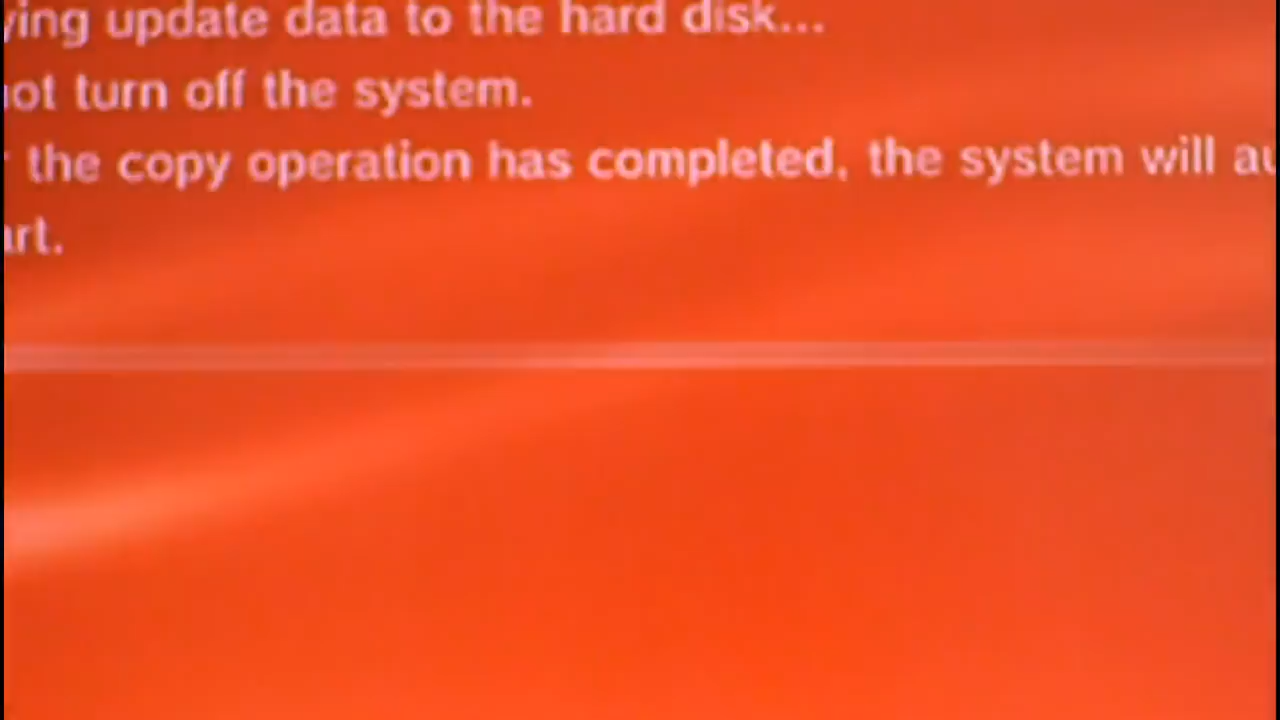 ying update data to the hard disk...
not turn off the system.
the copy operation has completed, the system will au
art.